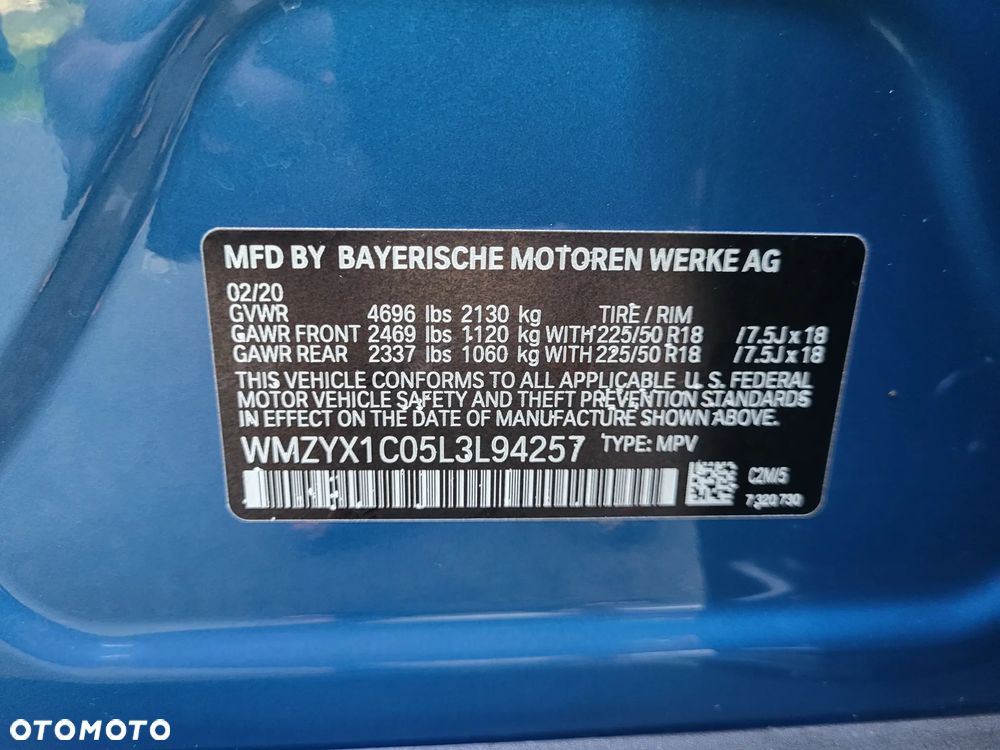 MFD BY BAYERISCHE MOTOREN WERKE AG
02/20
GVWR 4696 lbs 2130 kg TIRE / RIM
GAWR FRONT 2469 lbs 1120 kg WITH 225/50 R18 /7.5J x 18
GAWR REAR 2337 lbs 1060 kg WITH 225/50 R18 /7.5J x 18
THIS VEHICLE CONFORMS TO ALL APPLICABLE U. S. FEDERAL
MOTOR VEHICLE SAFETY AND THEFT PREVENTION STANDARDS
IN EFFECT ON THE DATE OF MANUFACTURE SHOWN ABOVE.
WMZYX1C05L3L94257 TYPE: MPV
C2M/5
7 320 730
OTOMOTO